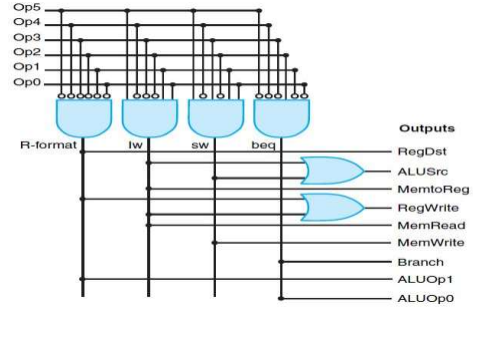 Op5
Op4
Op3
Op2
Op1
Op0
R-format lw sw beq
Outputs
RegDst
ALUSrc
MemtoReg
RegWrite
MemRead
MemWrite
Branch
ALUOp1
ALUOp0